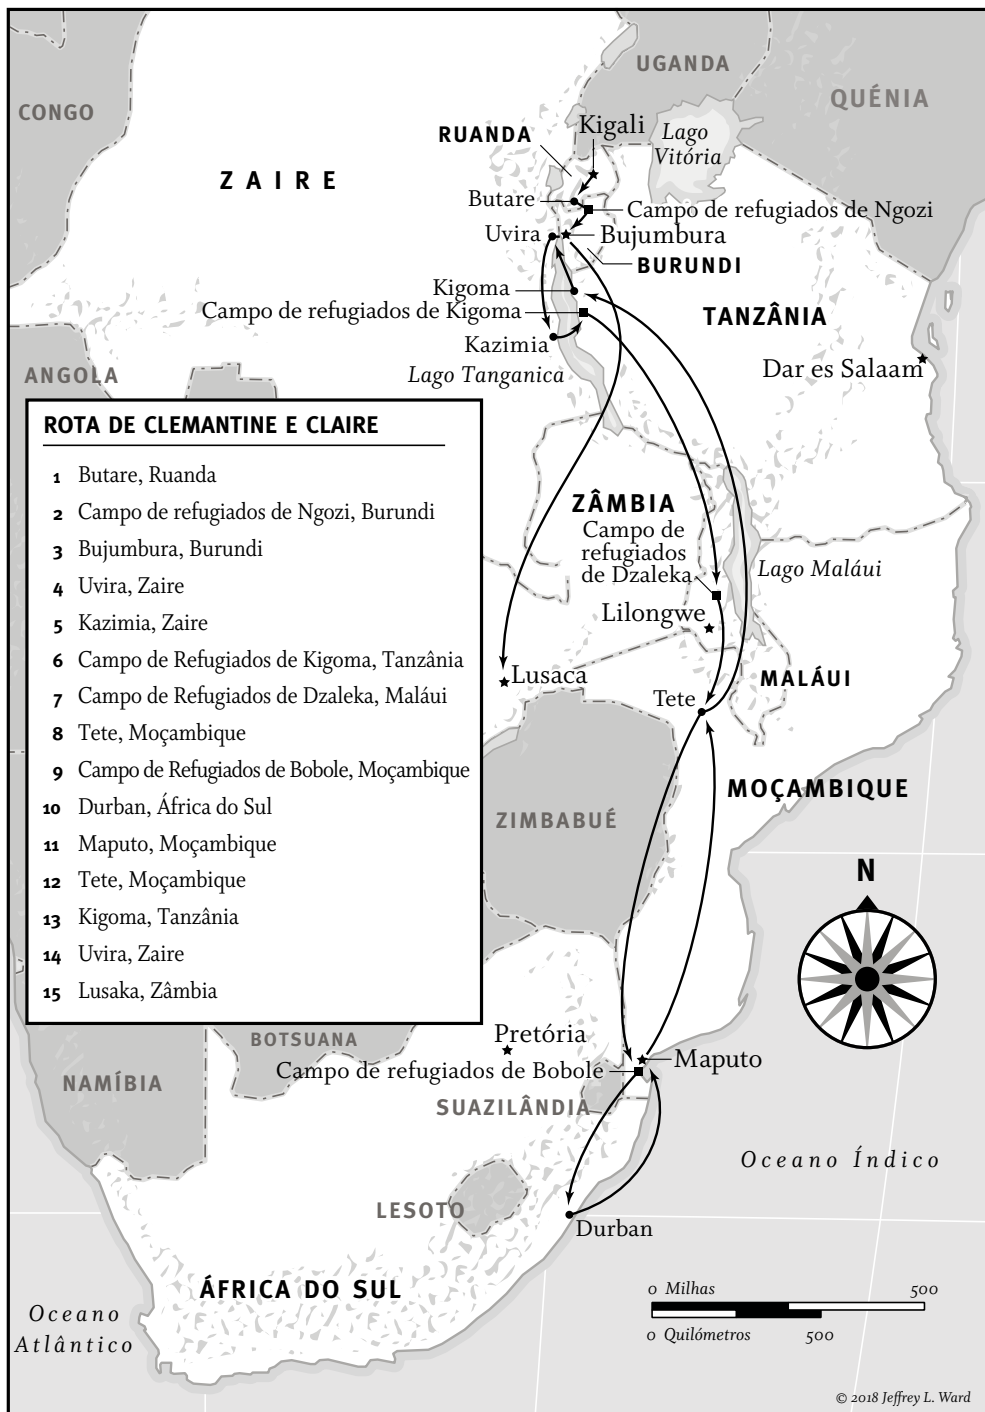 UGANDA
CONGO
QUÉNIA
RUANDA
Kigali
Lago
Vitória
ZAIRE
Butare
Campo de refugiados de Ngozi
Uvira
Bujumbura
BURUNDI
Kigoma
Campo de refugiados de Kigoma
TANZÂNIA
Kazimia
Dar es Salaam
ANGOLA
Lago Tanganica
ROTA DE CLEMANTINE E CLAIRE
1 Butare, Ruanda
2 Campo de refugiados de Ngozi, Burundi
3 Bujumbura, Burundi
4 Uvira, Zaire
5 Kazimia, Zaire
6 Campo de Refugiados de Kigoma, Tanzânia
7 Campo de Refugiados de Dzaleka, Maláui
8 Tete, Moçambique
9 Campo de Refugiados de Bobole, Moçambique
10 Durban, África do Sul
11 Maputo, Moçambique
12 Tete, Moçambique
13 Kigoma, Tanzânia
14 Uvira, Zaire
15 Lusaka, Zâmbia
ZÂMBIA
Campo de
refugiados
de Dzaleka
Lago Maláui
Lilongwe
Lusaca
MALÁUI
Tete
MOÇAMBIQUE
ZIMBABUÉ
N
BOTSUANA
Pretória
Maputo
Campo de refugiados de Bobole
NAMÍBIA
SUAZILÂNDIA
Oceano Índico
LESOTO
Durban
ÁFRICA DO SUL
Oceano
Atlântico
0 Milhas 500
0 Quilómetros 500
© 2018 Jeffrey L. Ward